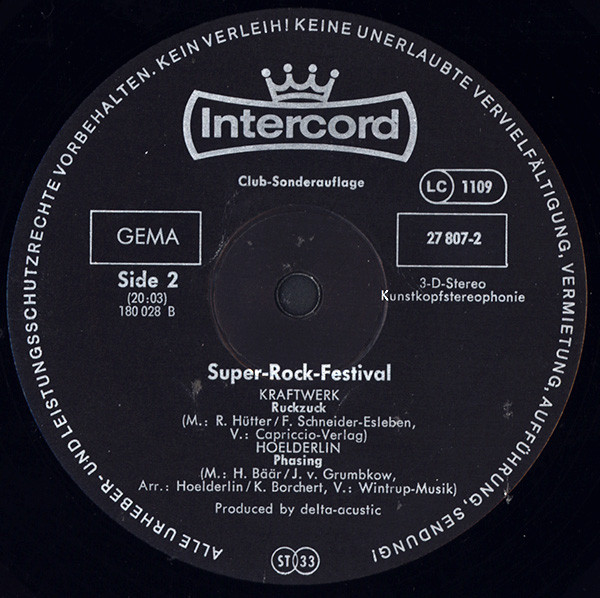 ALLE URHEBER- UND LEISTUNGSSCHUTZRECHTE VORBEHALTEN. KEIN VERLEIH! KEINE UNERLAUBTE VERVIELFÄLTIGUNG, VERMIETUNG, AUFFÜHRUNG, SENDUNG!
Intercord
Club-Sonderauflage
LC 1109
GEMA
27 807-2
Side 2
(20:03)
180 028 B
3-D-Stereo
Kunstkopfstereophonie
Super-Rock-Festival
KRAFTWERK
Ruckzuck
(M.: R. Hütter/F. Schneider-Esleben,
V.: Capriccio-Verlag)
HOELDERLIN
Phasing
(M.: H. Bäär/J. v. Grumbkow,
Arr.: Hoelderlin/K. Borchert, V.: Wintrup-Musik)
Produced by delta-acustic
ST 33